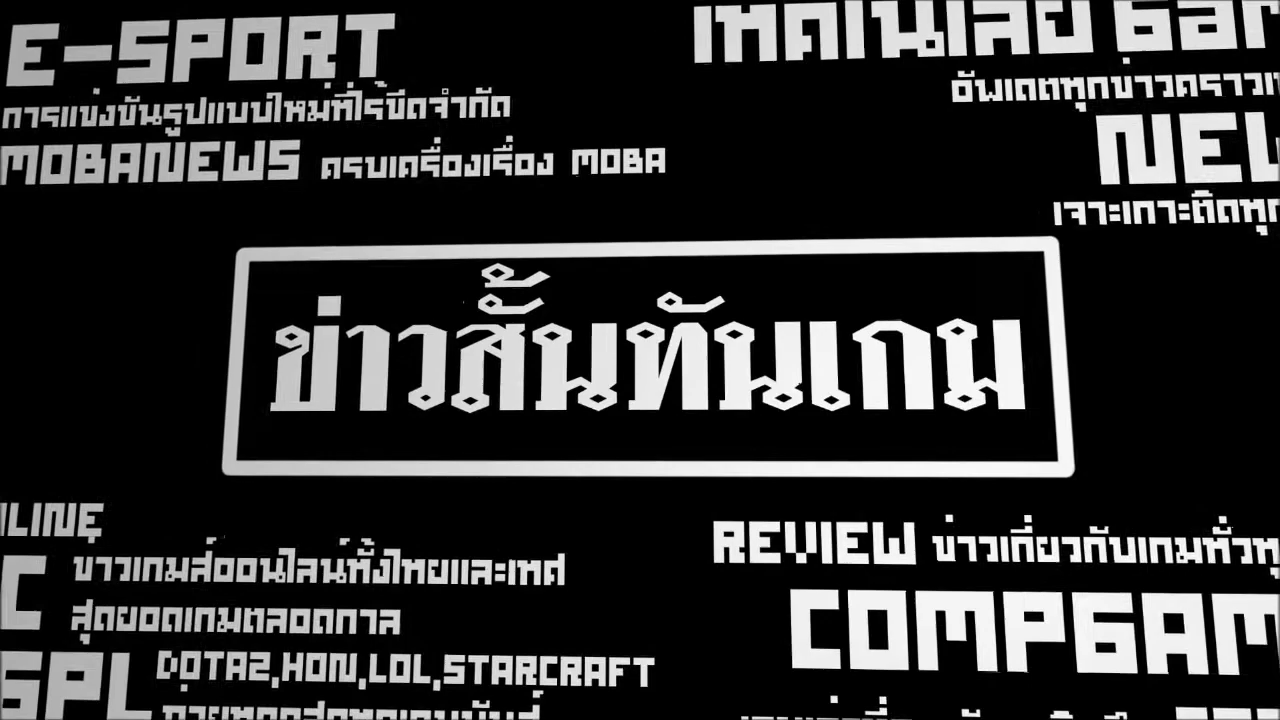 E-SPORT
การแข่งขันรูปแบบใหม่ที่ไร้ขีดจำกัด
MOBANEWS ครบเครื่องเรื่อง MOBA
เทคโนโลยี
อัพเดตทุกข่าวคราว
เจาะเกาะติด
ข่าวสั้นทันเกม
ข่าวเกมส์ออนไลน์ทั้งไทยและเทศ
สุดยอดเกมตลอดกาล
DOTA2,HON,LOL,STARCRAFT
REVIEW ข่าวเกี่ยวกับเกมทั่ว